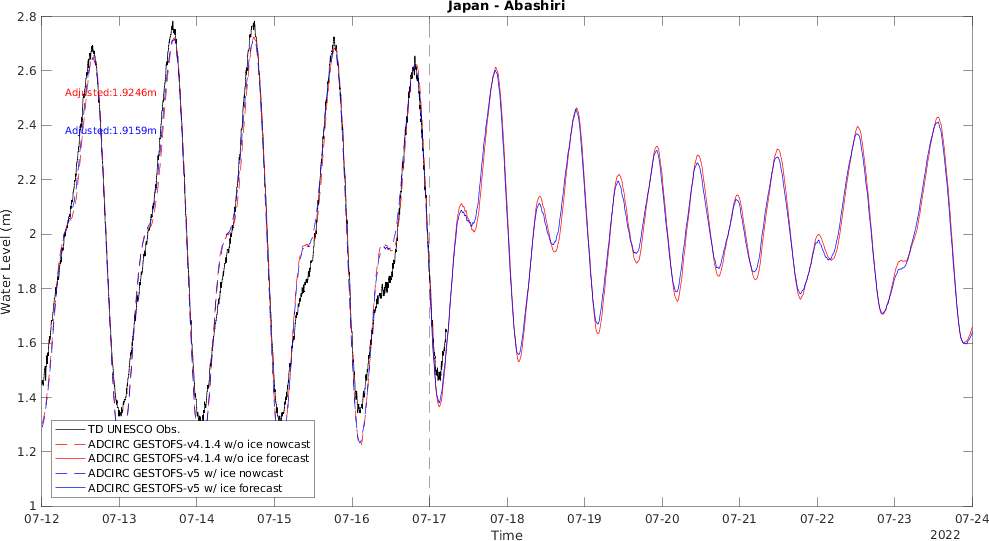 Japan - Abashiri
2.8
2.6
2.4
2.2
2
1.8
1.6
1.4
1.2
1
Water Level (m)
Adjusted:1.9246m
Adjusted:1.9159m
TD UNESCO Obs.
ADCIRC GESTOFS-v4.1.4 w/o ice nowcast
ADCIRC GESTOFS-v4.1.4 w/o ice forecast
ADCIRC GESTOFS-v5 w/ ice nowcast
ADCIRC GESTOFS-v5 w/ ice forecast
07-12 07-13 07-14 07-15 07-16 07-17 07-18 07-19 07-20 07-21 07-22 07-23 07-24
Time
2022